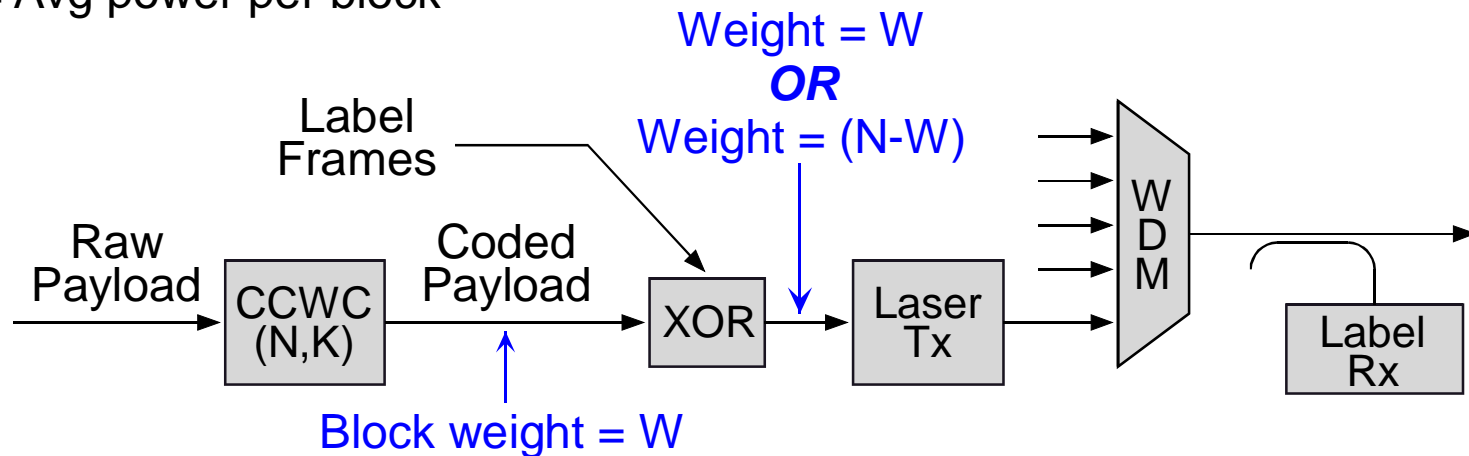 Avg power per block
Weight = W
OR
Weight = (N-W)
Label
Frames
Raw
Payload
CCWC
(N,K)
Coded
Payload
XOR
Laser
Tx
W
D
M
Label
Rx
Block weight = W